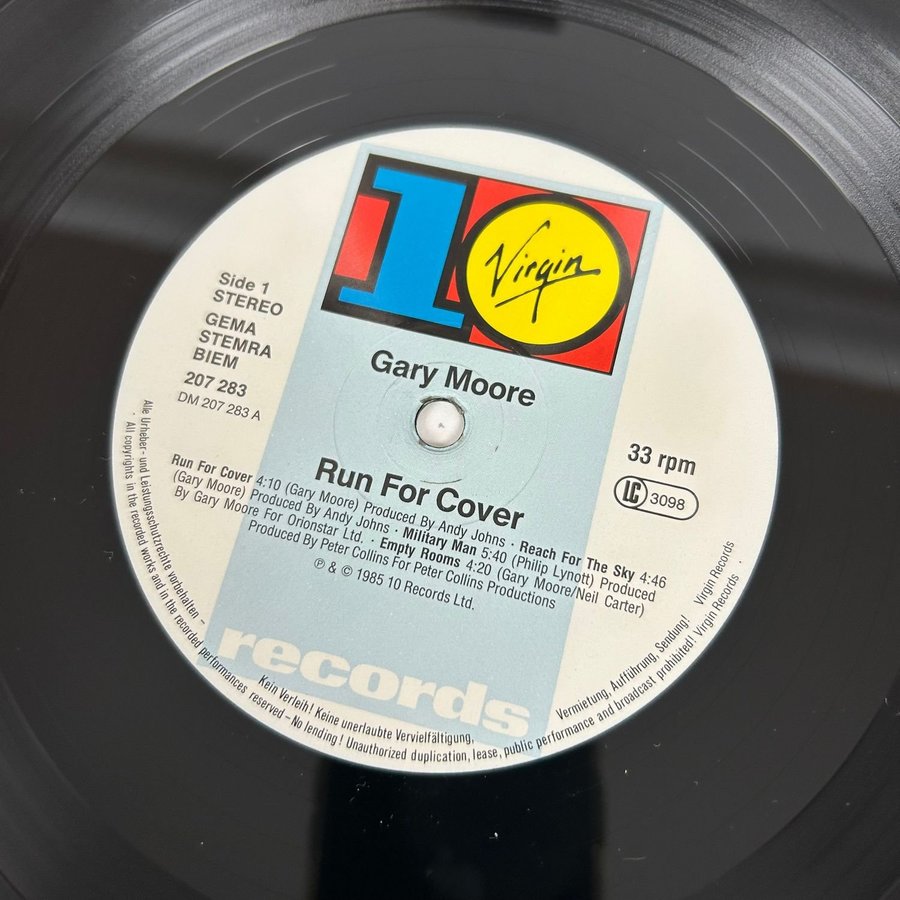 10
Virgin
Side 1
STEREO
GEMA
STEMRA
BIEM
207 283
DM 207 283 A
Gary Moore
33 rpm
LC 3098
Run For Cover
Run For Cover 4:10 (Gary Moore) Produced By Andy Johns · Reach For The Sky 4:46
(Gary Moore) Produced By Andy Johns · Military Man 5:40 (Philip Lynott) Produced
By Gary Moore For Orionstar Ltd. · Empty Rooms 4:20 (Gary Moore/Neil Carter)
Produced By Peter Collins For Peter Collins Productions
℗ & © 1985 10 Records Ltd.
records
Alle Urheber- und Leistungsschutzrechte vorbehalten – Kein Verleih! Keine unerlaubte Vervielfältigung, Vermietung, Aufführung, Sendung! Virgin Records
· All copyrights in the recorded works and in the recorded performances reserved – No lending! Unauthorized duplication, lease, public performance and broadcast prohibited! Virgin Records ·